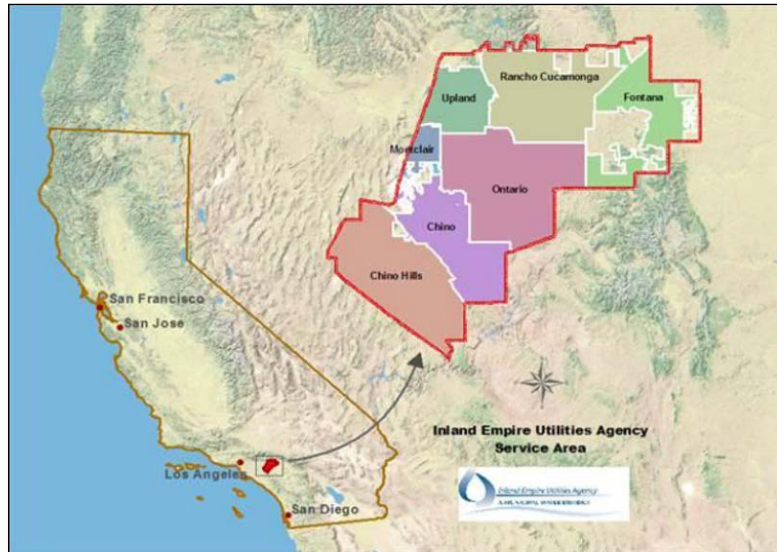 Rancho Cucamonga
Upland
Fontana
Montclair
Ontario
Chino
Chino Hills
San Francisco
San Jose
Los Angeles
San Diego
Inland Empire Utilities Agency
Service Area
Inland Empire Utilities Agency